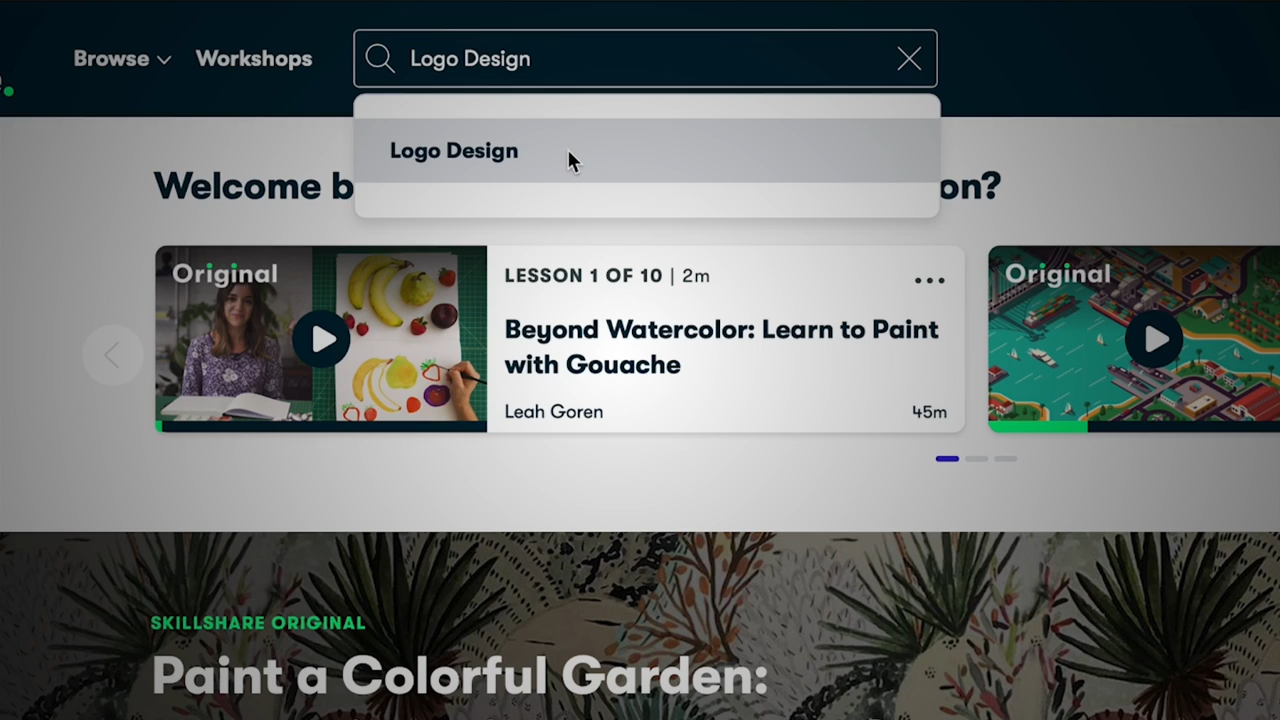 Browse Workshops Logo Design
Logo Design
Welcome b on?
Original
LESSON 1 OF 10 | 2m
Beyond Watercolor: Learn to Paint
with Gouache
Leah Goren 45m
Original
SKILLSHARE ORIGINAL
Paint a Colorful Garden: